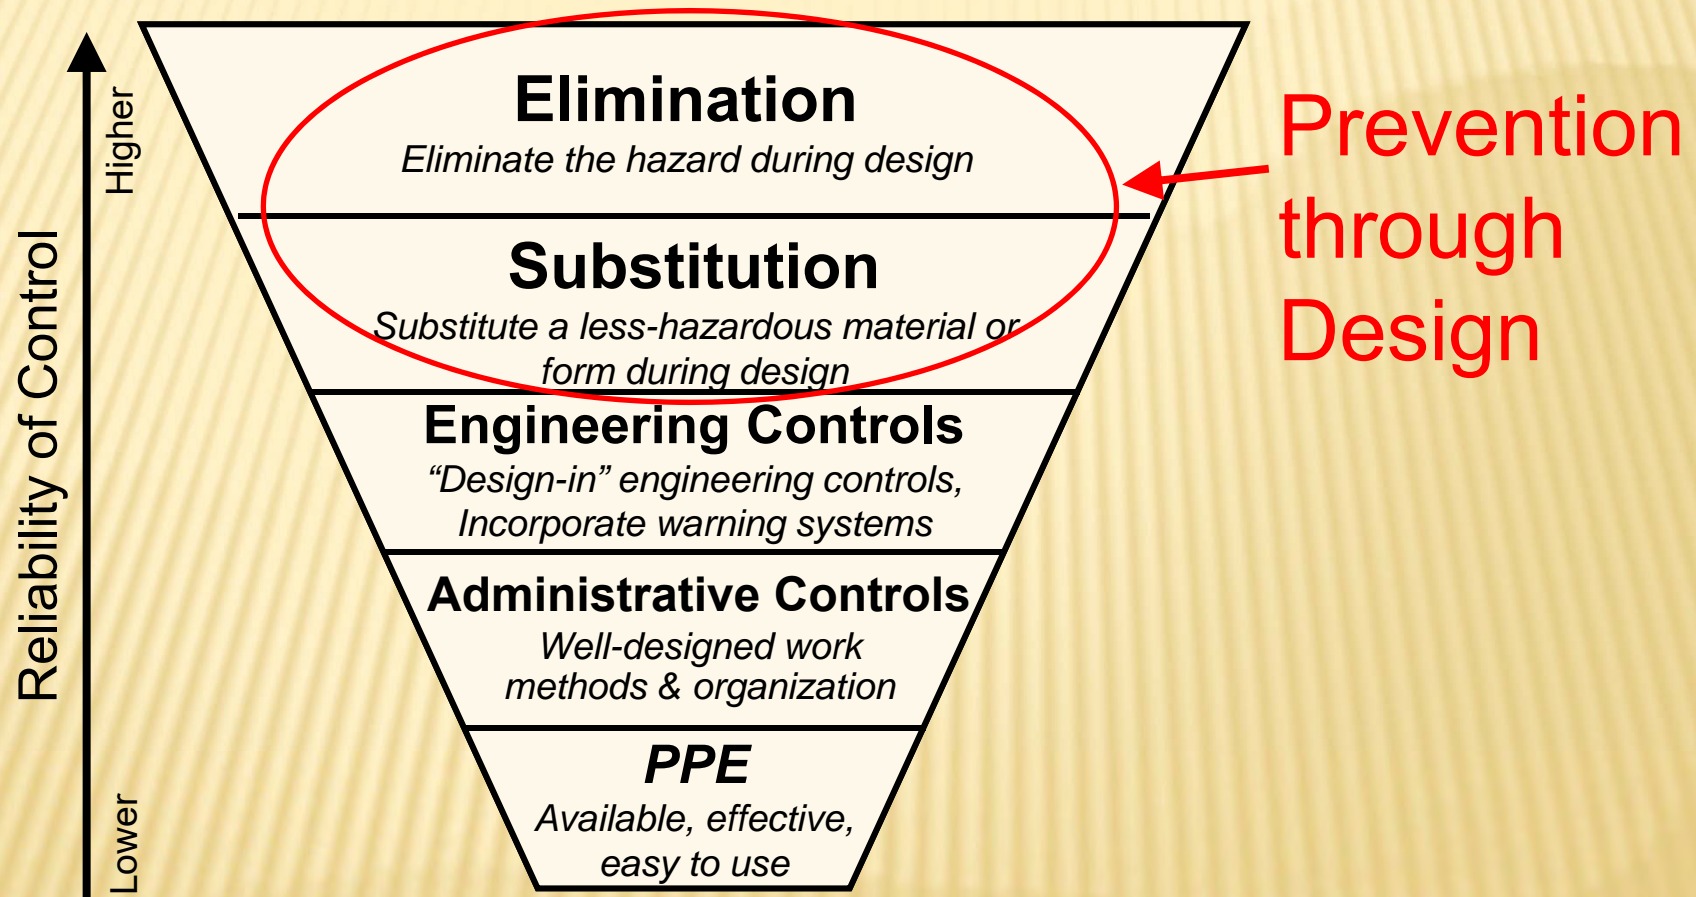 Elimination
Eliminate the hazard during design
Substitution
Substitute a less-hazardous material or
form during design
Engineering Controls
“Design-in” engineering controls,
Incorporate warning systems
Administrative Controls
Well-designed work
methods & organization
PPE
Available, effective,
easy to use
Reliability of Control
Higher
Lower
Prevention
through
Design